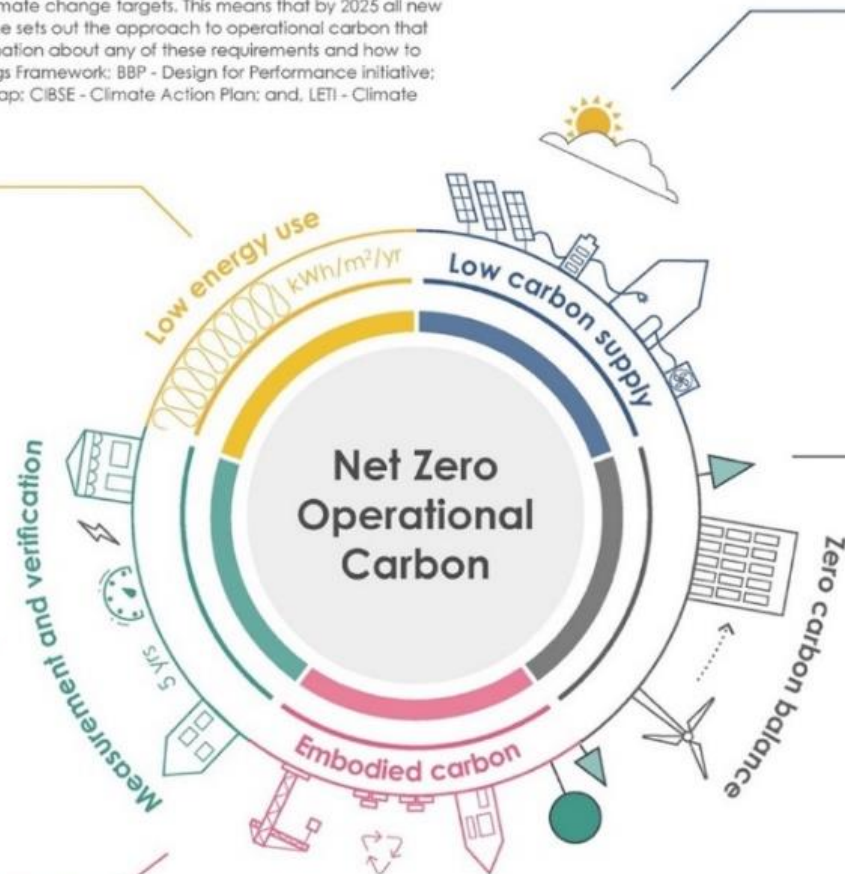 mate change targets. This means that by 2025 all new
e sets out the approach to operational carbon that
ation about any of these requirements and how to
gs Framework; BBP - Design for Performance initiative;
ap; CIBSE - Climate Action Plan; and, LETI - Climate
Low energy use
kWh/m²/yr
Low carbon supply
Net Zero
Operational
Carbon
Measurement and verification
5 yrs
Zero carbon balance
Embodied carbon